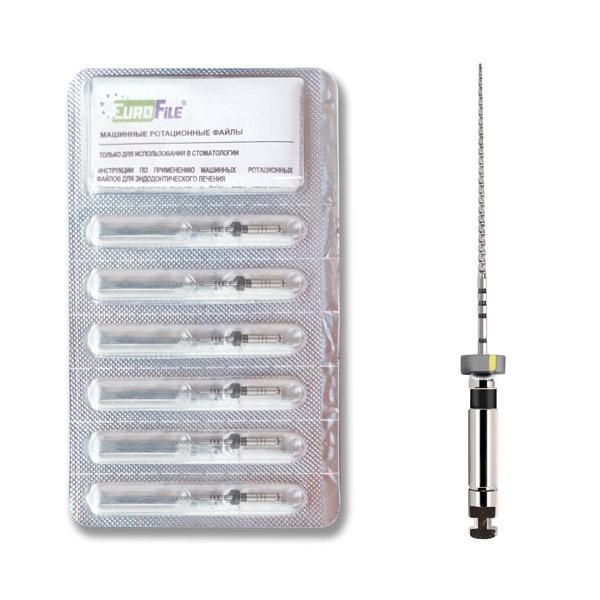 EUROFILE®
МАШИННЫЕ РОТАЦИОННЫЕ ФАЙЛЫ
ТОЛЬКО ДЛЯ ИСПОЛЬЗОВАНИЯ В СТОМАТОЛОГИИ
ИНСТРУКЦИИ ПО ПРИМЕНЕНИЮ МАШИННЫХ РОТАЦИОННЫХ
ФАЙЛОВ ДЛЯ ЭНДОДОНТИЧЕСКОГО ЛЕЧЕНИЯ